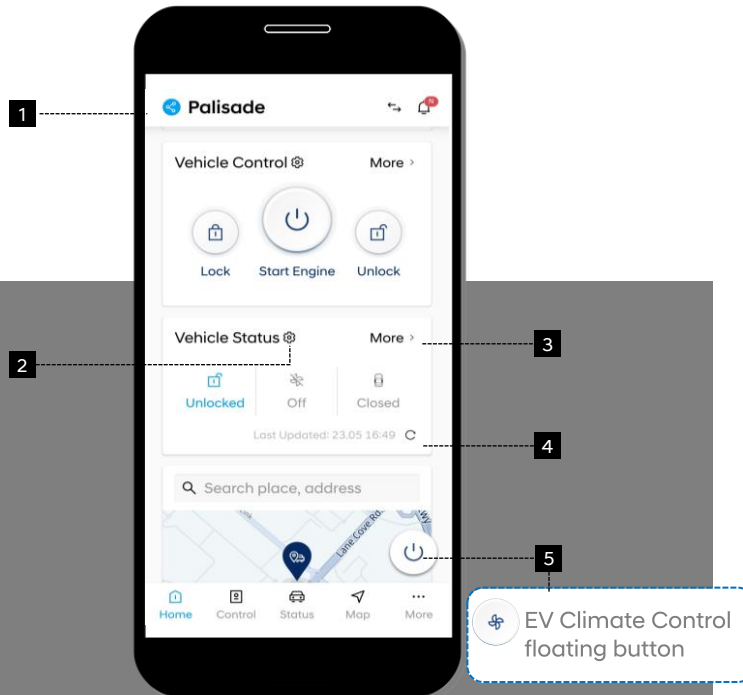 1
Palisade
N
Vehicle Control
More >
Lock
Start Engine
Unlock
Vehicle Status
More >
3
2
Unlocked
Off
Closed
Last Updated: 23.05 16:49
4
Search place, address
Lane Cove Rd.
5
Home
Control
Status
Map
More
EV Climate Control
floating button